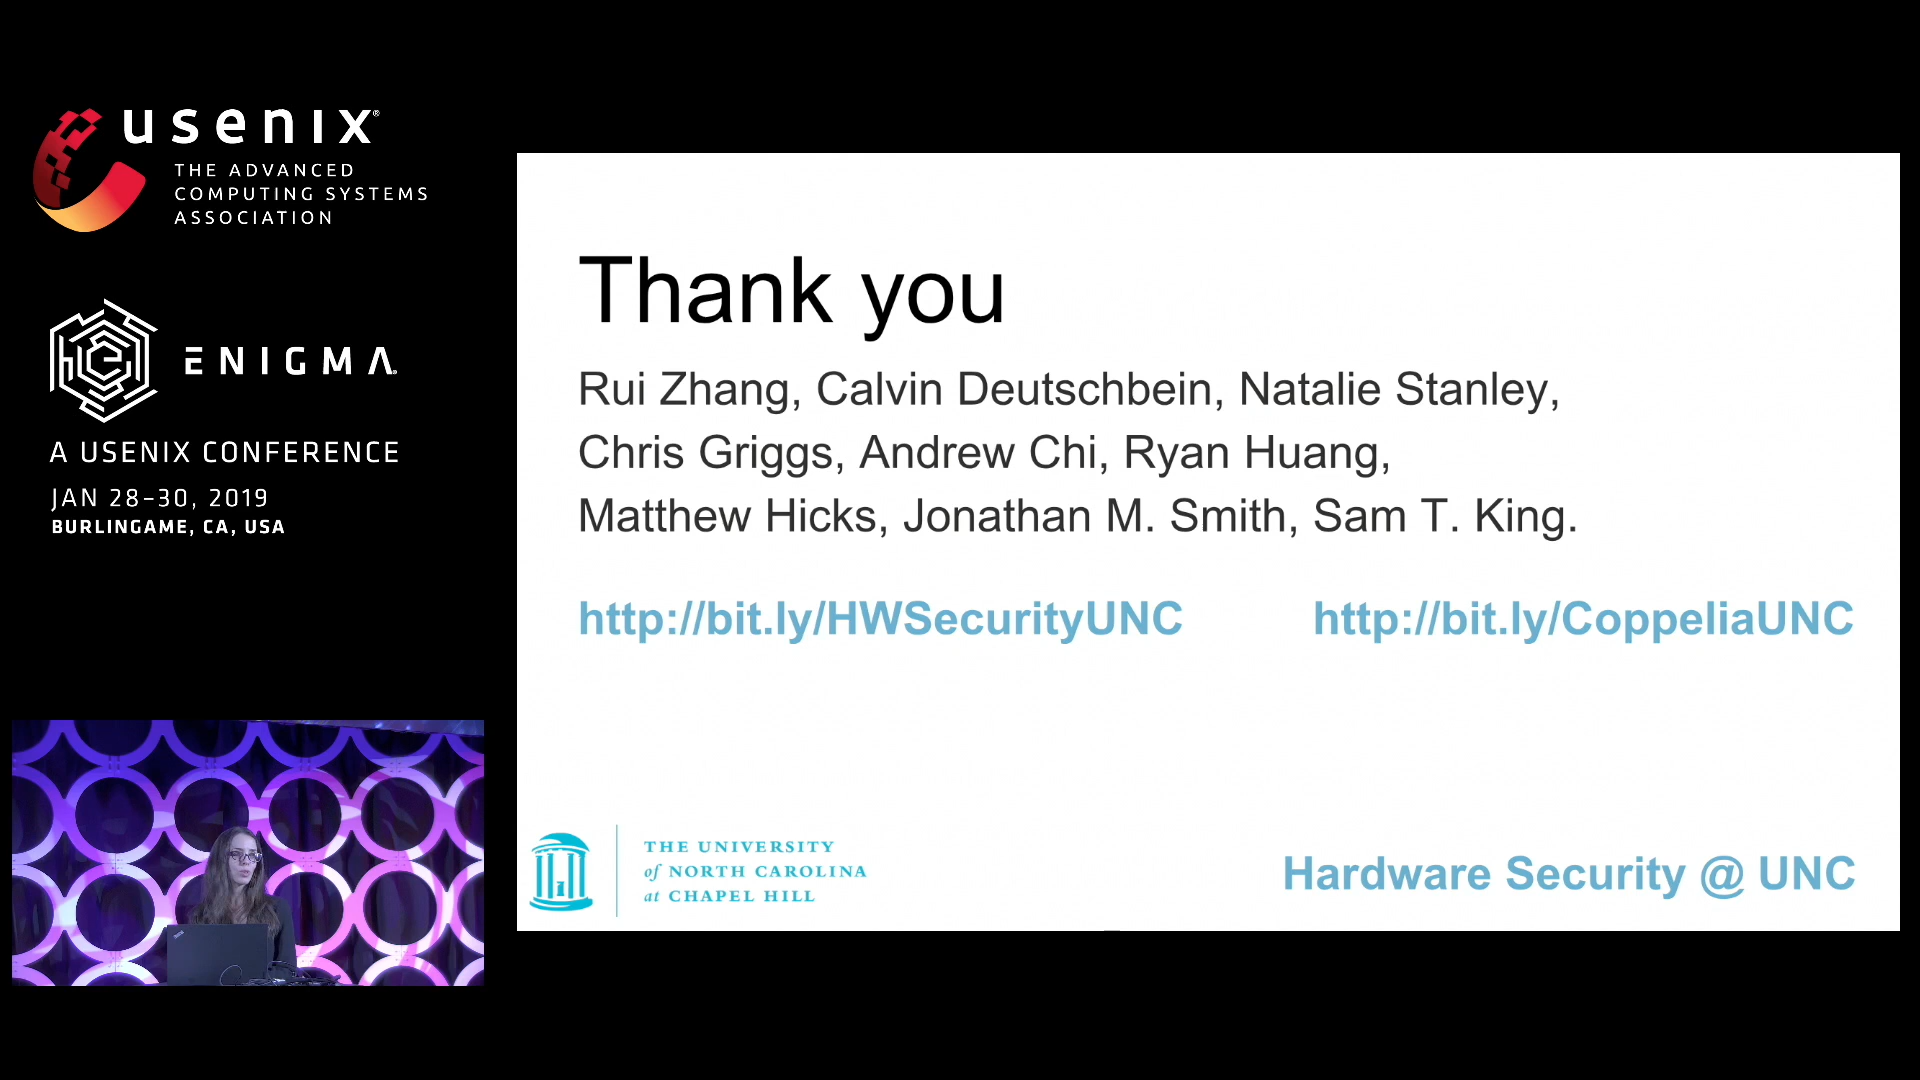 usenix®
THE ADVANCED
COMPUTING SYSTEMS
ASSOCIATION
ENIGMA
A USENIX CONFERENCE
JAN 28–30, 2019
BURLINGAME, CA, USA
Thank you
Rui Zhang, Calvin Deutschbein, Natalie Stanley,
Chris Griggs, Andrew Chi, Ryan Huang,
Matthew Hicks, Jonathan M. Smith, Sam T. King.
http://bit.ly/HWSecurityUNC http://bit.ly/CoppeliaUNC
THE UNIVERSITY
of NORTH CAROLINA
at CHAPEL HILL
Hardware Security @ UNC